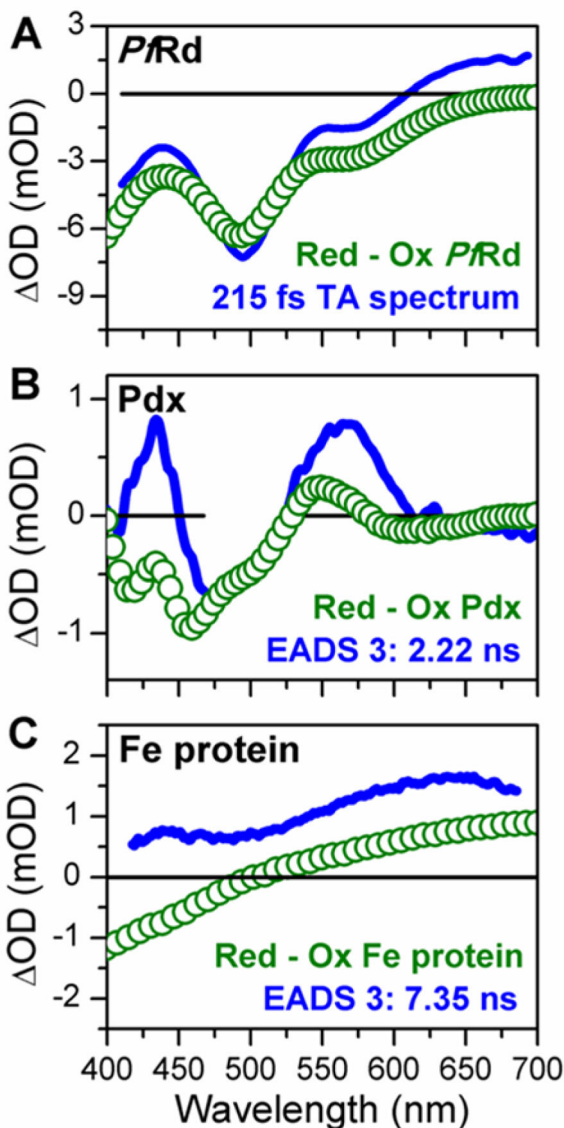 A
PfRd
3
0
-3
-6
-9
ΔOD (mOD)
Red - Ox PfRd
215 fs TA spectrum
B
Pdx
1
0
-1
ΔOD (mOD)
Red - Ox Pdx
EADS 3: 2.22 ns
C
Fe protein
2
1
0
-1
-2
ΔOD (mOD)
Red - Ox Fe protein
EADS 3: 7.35 ns
400 450 500 550 600 650 700
Wavelength (nm)